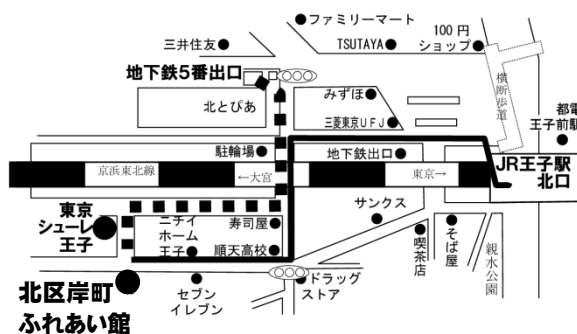 ファミリーマート
三井住友
TSUTAYA
100 円
ショップ
地下鉄5番出口
北とぴあ
みずほ
三菱東京UFJ
横断歩道
都電
王子前駅
駐輪場
地下鉄出口
JR王子駅
北口
京浜東北線
←大宮
東京→
東京
シューレ
王子
ニチイ
ホーム
王子
寿司屋
順天高校
サンクス
喫茶店
そば屋
親水公園
北区岸町
ふれあい館
セブン
イレブン
ドラッグ
ストア